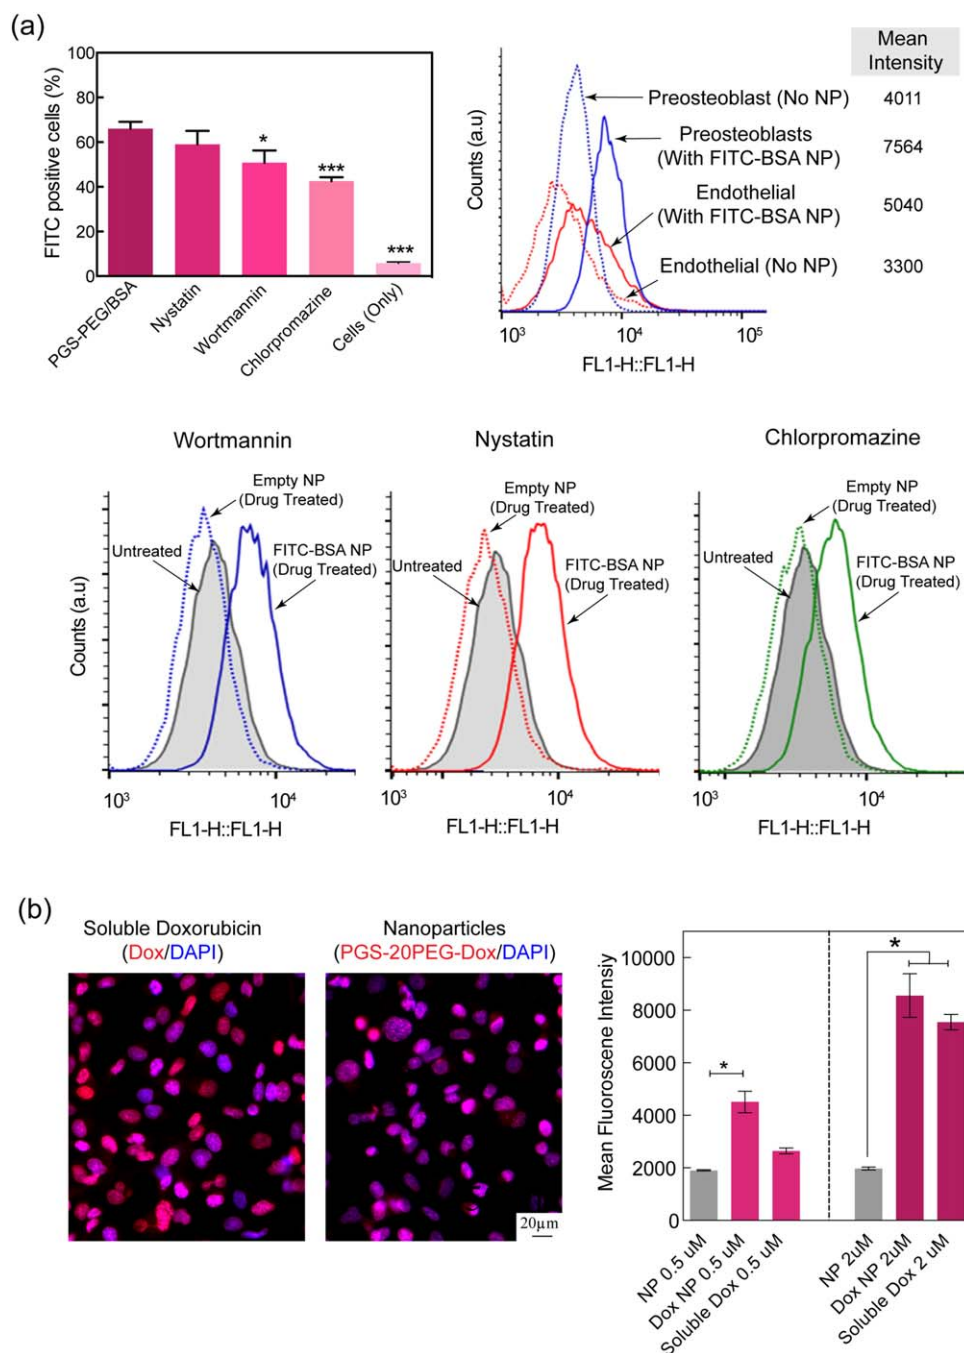 (a)
100
80
60
40
20
0
FITC positive cells (%)
*
***
***
PGS-PEG/BSA
Nystatin
Wortmannin
Chlorpromazine
Cells (Only)
Counts (a.u)
Mean
Intensity
Preosteoblast (No NP) 4011
Preosteoblasts
(With FITC-BSA NP) 7564
Endothelial
(With FITC-BSA NP) 5040
Endothelial (No NP) 3300
10³ 10⁴ 10⁵
FL1-H::FL1-H
Wortmannin
Counts (a.u)
Empty NP
(Drug Treated)
Untreated
FITC-BSA NP
(Drug Treated)
10³ 10⁴
FL1-H::FL1-H
Nystatin
Empty NP
(Drug Treated)
Untreated
FITC-BSA NP
(Drug Treated)
10³ 10⁴
FL1-H::FL1-H
Chlorpromazine
Empty NP
(Drug Treated)
Untreated
FITC-BSA NP
(Drug Treated)
10³ 10⁴
FL1-H::FL1-H
(b)
Soluble Doxorubicin
(Dox/DAPI)
Nanoparticles
(PGS-20PEG-Dox/DAPI)
20µm
Mean Fluoroscene Intensiy
10000
8000
6000
4000
2000
0
*
*
NP 0.5 uM
Dox NP 0.5 uM
Soluble Dox 0.5 uM
NP 2uM
Dox NP 2uM
Soluble Dox 2 uM